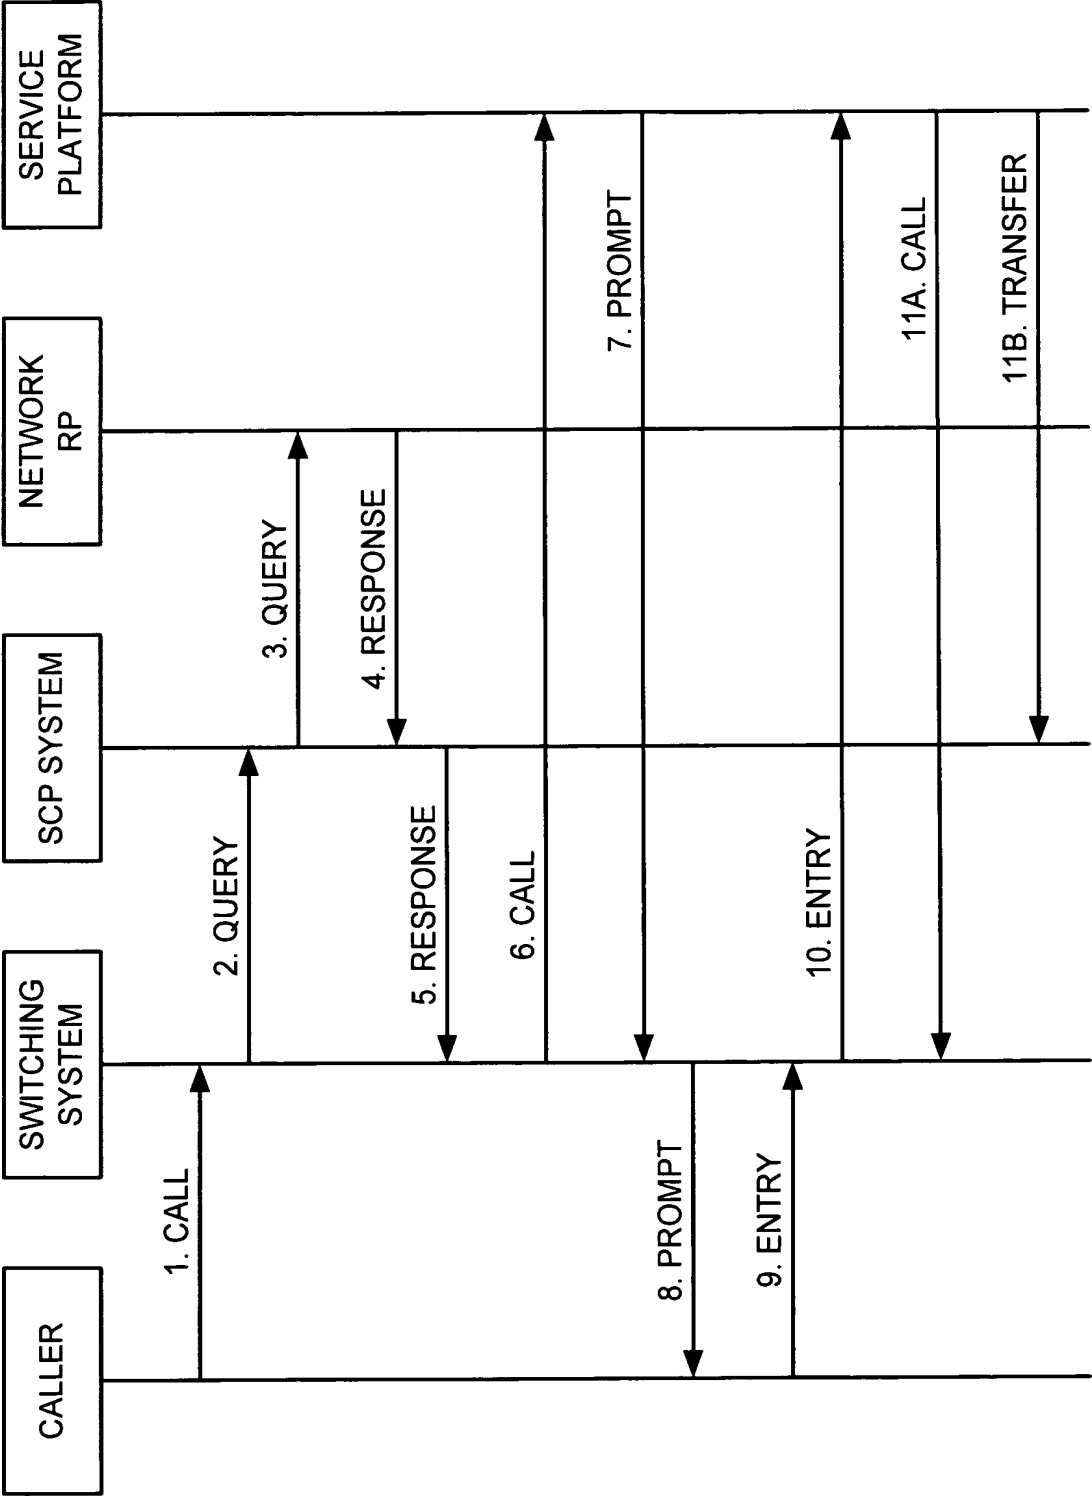 CALLER
SWITCHING
SYSTEM
SCP SYSTEM
NETWORK
RP
SERVICE
PLATFORM
1. CALL
2. QUERY
3. QUERY
4. RESPONSE
5. RESPONSE
6. CALL
7. PROMPT
8. PROMPT
9. ENTRY
10. ENTRY
11A. CALL
11B. TRANSFER